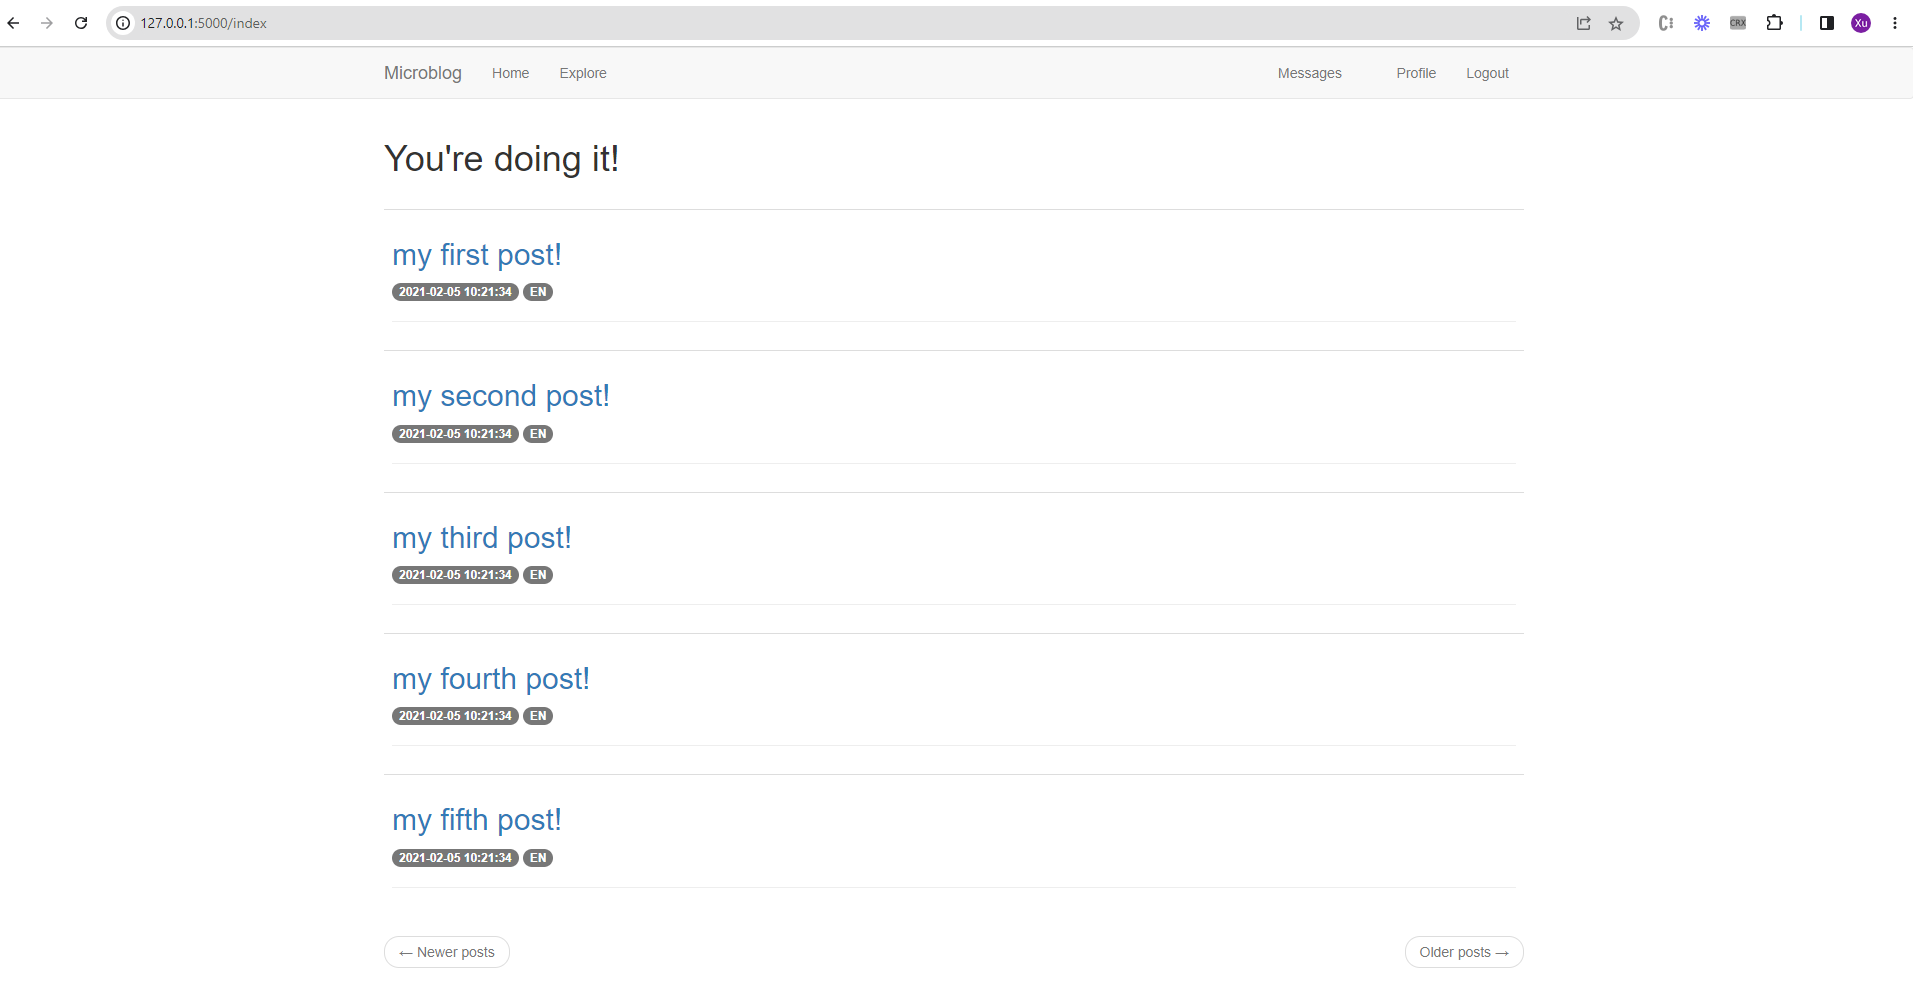 127.0.0.1:5000/index
CRX
Xu
Microblog Home Explore Messages Profile Logout
You're doing it!
my first post!
2021-02-05 10:21:34 EN
my second post!
2021-02-05 10:21:34 EN
my third post!
2021-02-05 10:21:34 EN
my fourth post!
2021-02-05 10:21:34 EN
my fifth post!
2021-02-05 10:21:34 EN
← Newer posts Older posts →